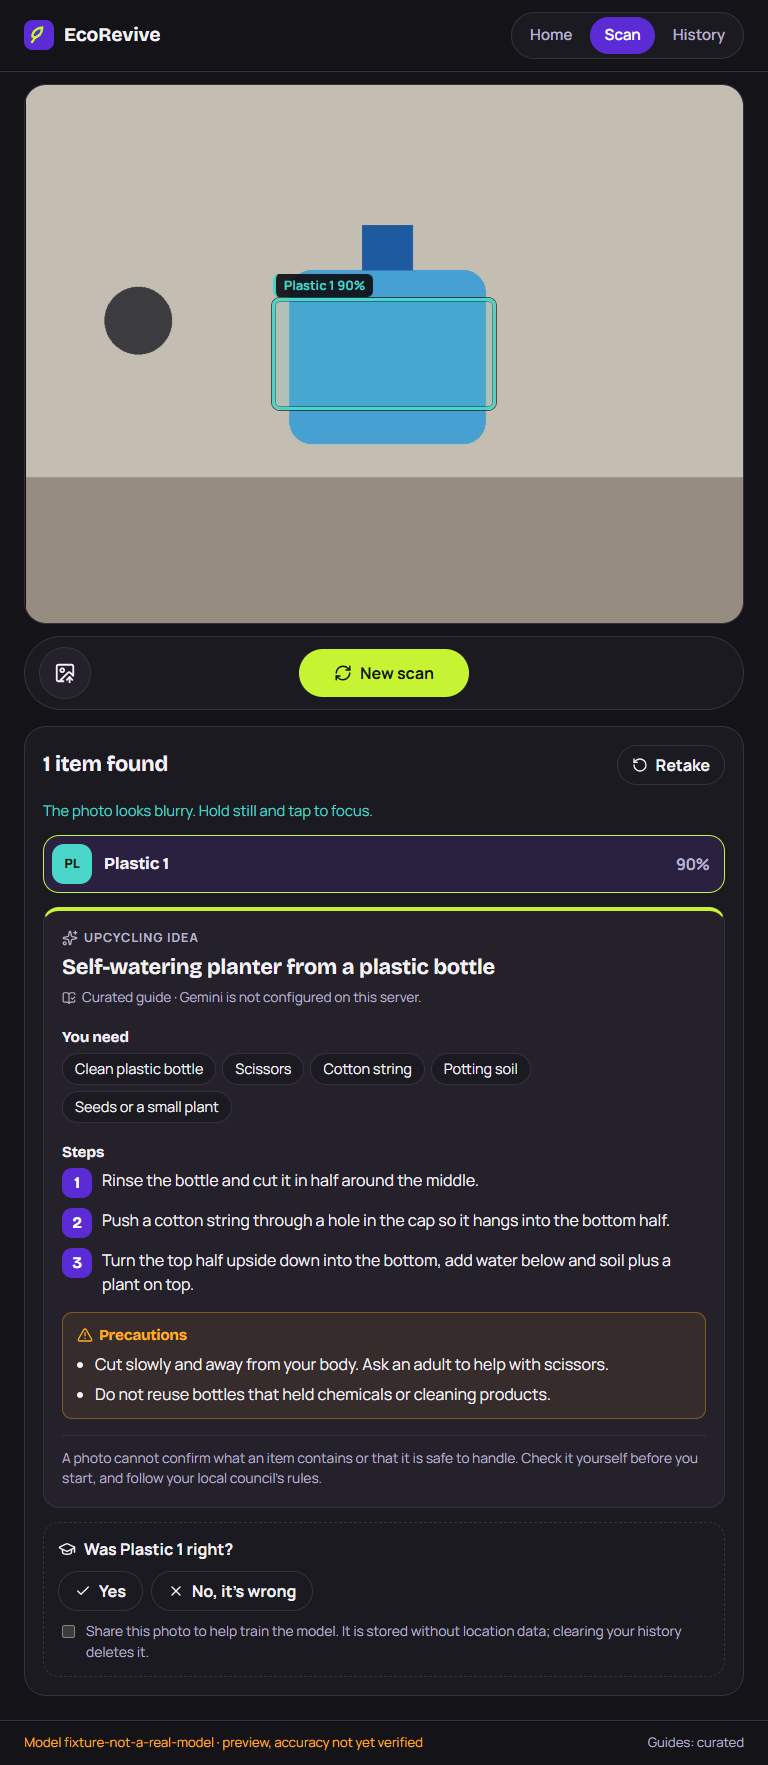 EcoRevive
Home
Scan
History
Plastic 1 90%
New scan
1 item found
Retake
The photo looks blurry. Hold still and tap to focus.
PL
Plastic 1
90%
UPCYCLING IDEA
Self-watering planter from a plastic bottle
Curated guide · Gemini is not configured on this server.
You need
Clean plastic bottle
Scissors
Cotton string
Potting soil
Seeds or a small plant
Steps
1 Rinse the bottle and cut it in half around the middle.
2 Push a cotton string through a hole in the cap so it hangs into the bottom half.
3 Turn the top half upside down into the bottom, add water below and soil plus a
plant on top.
Precautions
• Cut slowly and away from your body. Ask an adult to help with scissors.
• Do not reuse bottles that held chemicals or cleaning products.
A photo cannot confirm what an item contains or that it is safe to handle. Check it yourself before you
start, and follow your local council's rules.
Was Plastic 1 right?
Yes
No, it's wrong
Share this photo to help train the model. It is stored without location data; clearing your history
deletes it.
Model fixture-not-a-real-model · preview, accuracy not yet verified
Guides: curated